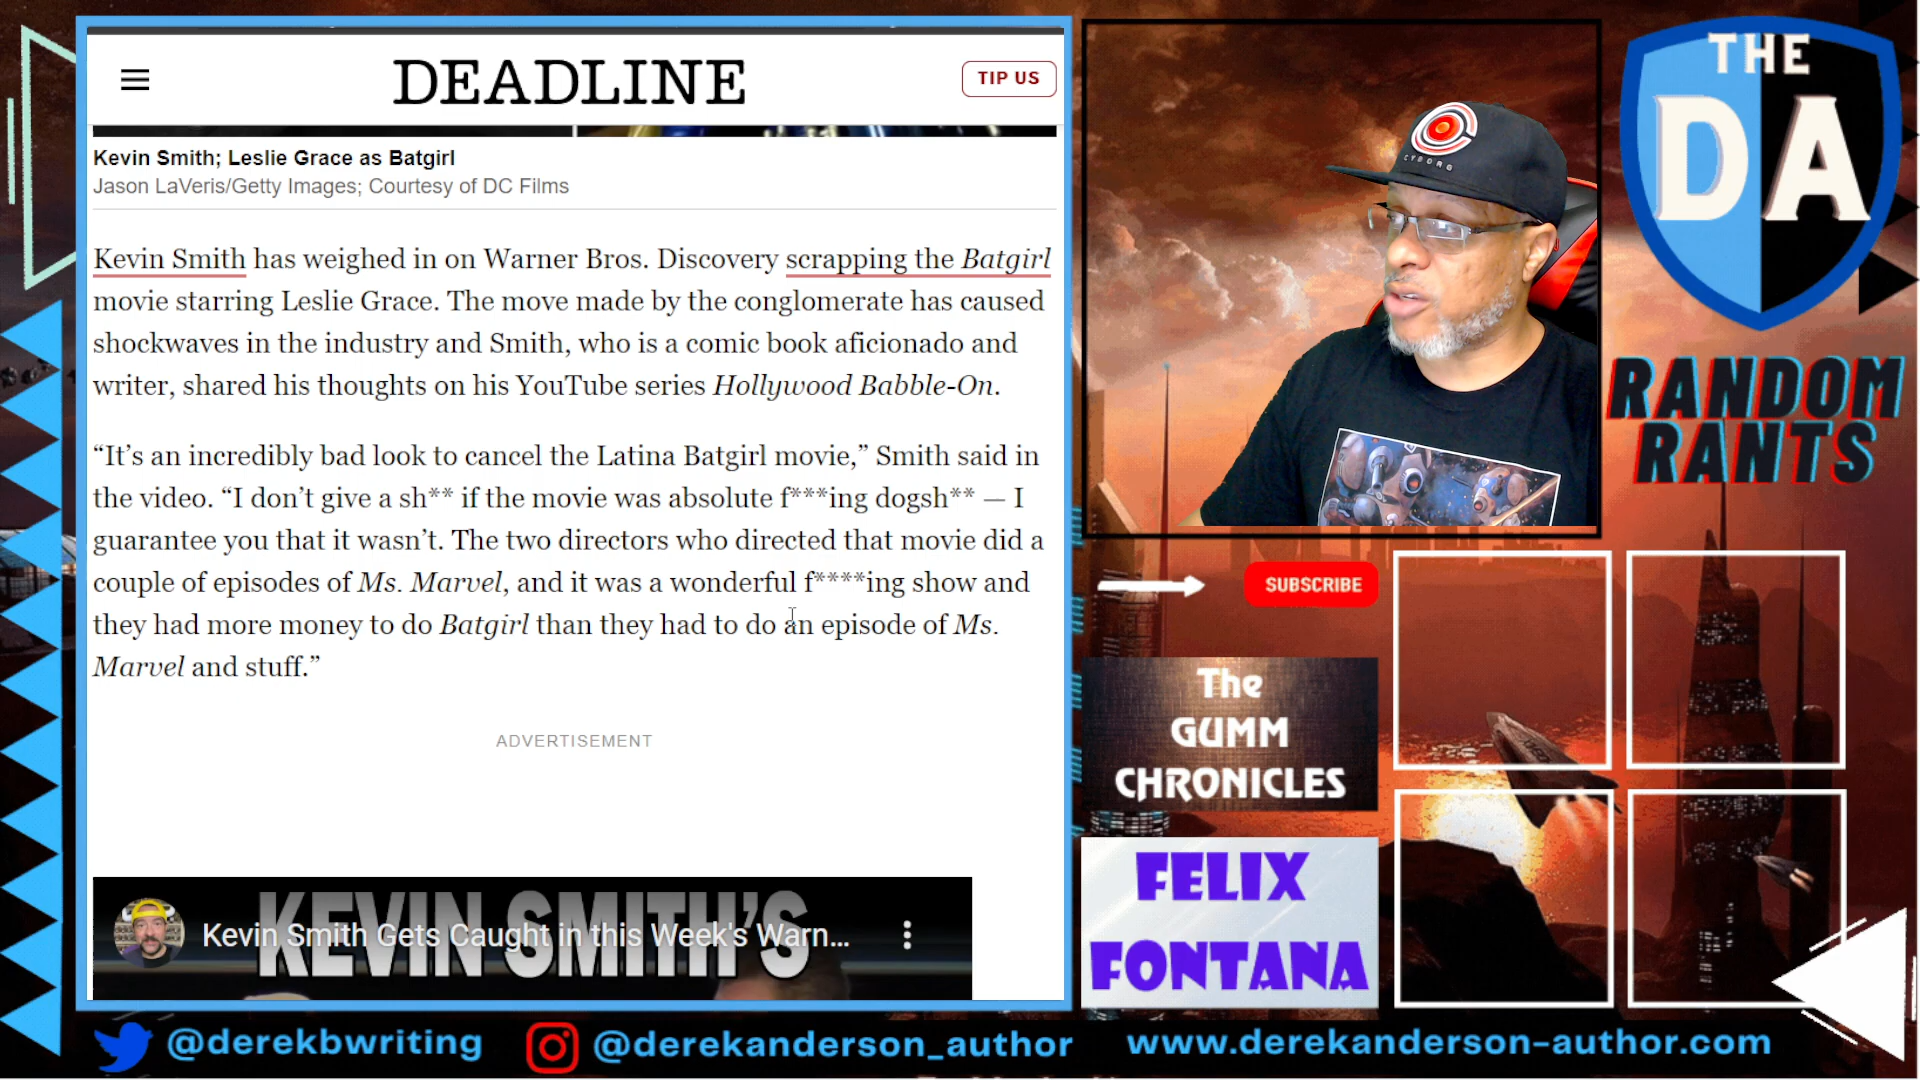 DEADLINE
TIP US
Kevin Smith; Leslie Grace as Batgirl
Jason LaVeris/Getty Images; Courtesy of DC Films
Kevin Smith has weighed in on Warner Bros. Discovery scrapping the Batgirl
movie starring Leslie Grace. The move made by the conglomerate has caused
shockwaves in the industry and Smith, who is a comic book aficionado and
writer, shared his thoughts on his YouTube series Hollywood Babble-On.
“It’s an incredibly bad look to cancel the Latina Batgirl movie,” Smith said in
the video. “I don’t give a sh** if the movie was absolute f***ing dogsh** — I
guarantee you that it wasn’t. The two directors who directed that movie did a
couple of episodes of Ms. Marvel, and it was a wonderful f****ing show and
they had more money to do Batgirl than they had to do an episode of Ms.
Marvel and stuff.”
ADVERTISEMENT
KEVIN SMITH'S
Kevin Smith Gets Caught in this Week's Warn...
CYBORG
THE
DA
RANDOM
RANTS
SUBSCRIBE
The
GUMM
CHRONICLES
FELIX
FONTANA
@derekbwriting
@derekanderson_author
www.derekanderson-author.com